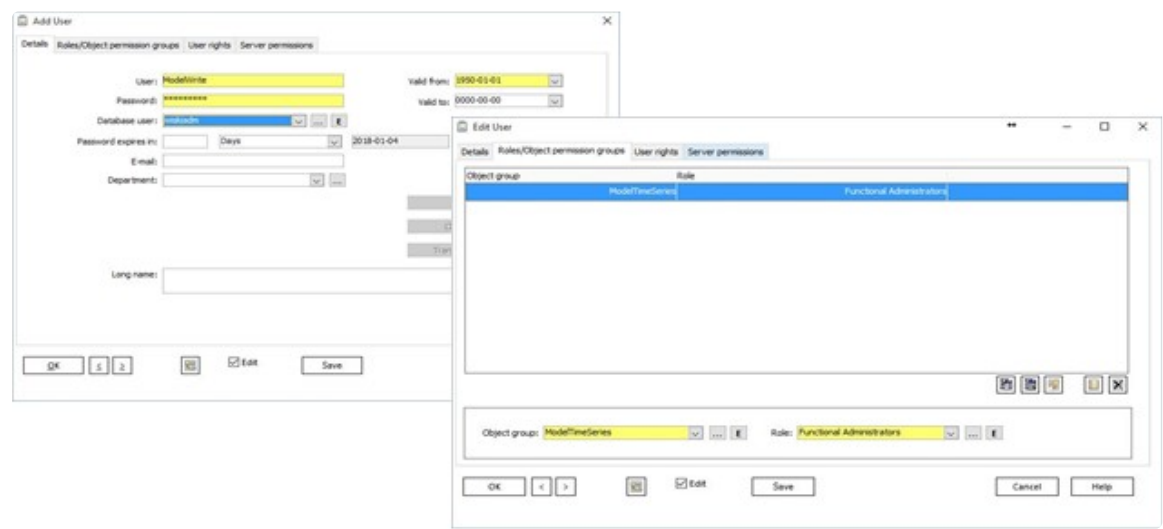 Add User
Details Roles/Object permission groups User rights Server permissions
User: ModelWrite Valid from: 1950-01-01
Password: ********* Valid to: 0000-00-00
Database user:
Password expires in: Days 2018-01-04
E-mail:
Department: ...
Long name:
OK < > Edit Save
Edit User
Details Roles/Object permission groups User rights Server permissions
Object group Role
ModelTimeSeries Functional Administrators
Object group: ModelTimeSeries ... E Role: Functional Administrators ... E
OK < > Edit Save Cancel Help